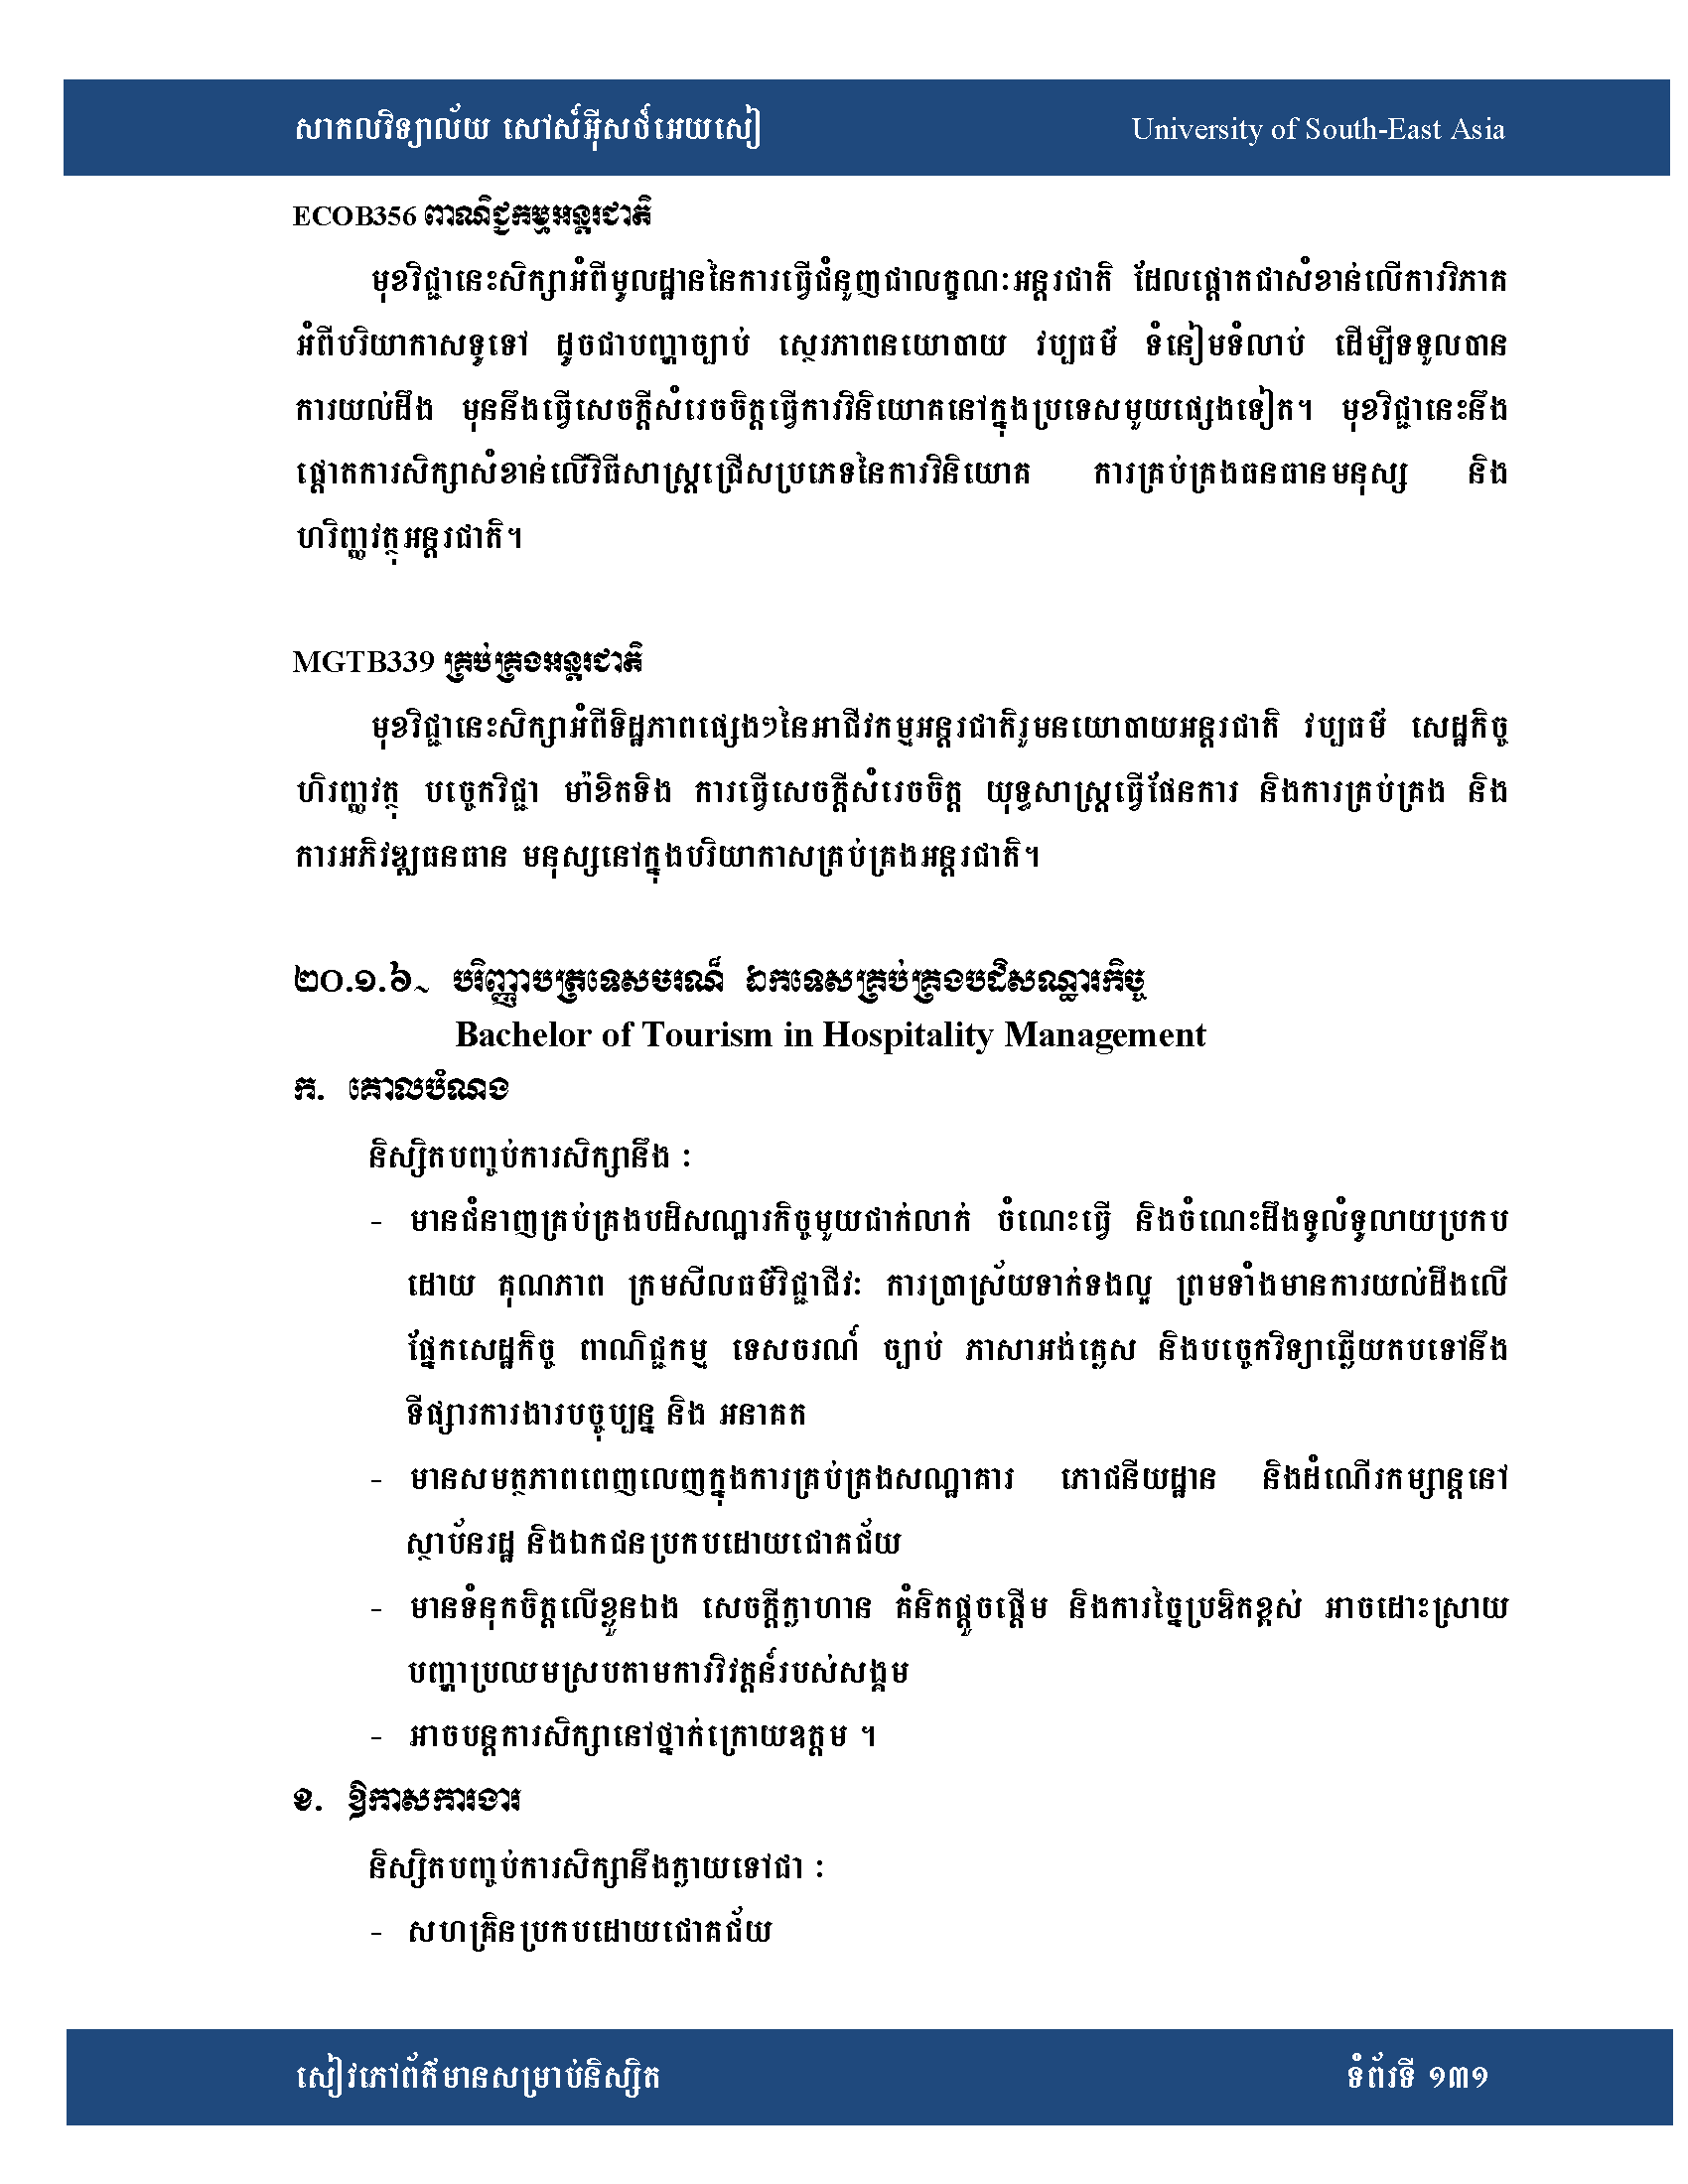 សាកលវិទ្យាល័យ សៅស៍អ៊ីសថ៍អេយសៀ University of South-East Asia
ECOB356 ពាណិជ្ជកម្មអន្តរជាតិ
មុខវិជ្ជានេះសិក្សាអំពីមូលដ្ឋាននៃការធ្វើជំនួញជាលក្ខណៈអន្តរជាតិ ដែលផ្តោតជាសំខាន់លើការវិភាគ
អំពីបរិយាកាសទូទៅ ដូចជាបញ្ហាច្បាប់ ស្ថេរភាពនយោបាយ វប្បធម៌ ទំនៀមទំលាប់ ដើម្បីទទួលបាន
ការយល់ដឹង មុននឹងធ្វើសេចក្តីសំរេចចិត្តធ្វើការវិនិយោគនៅក្នុងប្រទេសមួយផ្សេងទៀត។ មុខវិជ្ជានេះនឹង
ផ្តោតការសិក្សាសំខាន់លើវិធីសាស្ត្រជ្រើសប្រភេទនៃការវិនិយោគ ការគ្រប់គ្រងធនធានមនុស្ស និង
ហរិញ្ញវត្ថុអន្តរជាតិ។
MGTB339 គ្រប់គ្រងអន្តរជាតិ
មុខវិជ្ជានេះសិក្សាអំពីទិដ្ឋភាពផ្សេងៗនៃអាជីវកម្មអន្តរជាតិរួមនយោបាយអន្តរជាតិ វប្បធម៌ សេដ្ឋកិច្ច
ហិរញ្ញវត្ថុ បច្ចេកវិជ្ជា ម៉ាឃិតទិង ការធ្វើសេចក្តីសំរេចចិត្ត យុទ្ធសាស្ត្រធ្វើផែនការ និងការគ្រប់គ្រង និង
ការអភិវឌ្ឍធនធាន មនុស្សនៅក្នុងបរិយាកាសគ្រប់គ្រងអន្តរជាតិ។
២០.១.៦~ បរិញ្ញាបត្រទេសចរណ៍ ឯកទេសគ្រប់គ្រងបដិសណ្ឋារកិច្ច
Bachelor of Tourism in Hospitality Management
ក. គោលបំណង
និស្សិតបញ្ចប់ការសិក្សានឹង :
- មានជំនាញគ្រប់គ្រងបដិសណ្ឋារកិច្ចមួយជាក់លាក់ ចំណេះធ្វើ និងចំណេះដឹងទូលំទូលាយប្រកប
ដោយ គុណភាព ក្រមសីលធម៌វិជ្ជាជីវៈ ការប្រាស្រ័យទាក់ទងល្អ ព្រមទាំងមានការយល់ដឹងលើ
ផ្នែកសេដ្ឋកិច្ច ពាណិជ្ជកម្ម ទេសចរណ៍ ច្បាប់ ភាសាអង់គ្លេស និងបច្ចេកវិទ្យាឆ្លើយតបទៅនឹង
ទីផ្សារការងារបច្ចុប្បន្ន និង អនាគត
- មានសមត្ថភាពពេញលេញក្នុងការគ្រប់គ្រងសណ្ឋាគារ ភោជនីយដ្ឋាន និងដំណើរកម្សាន្តនៅ
ស្ថាប័នរដ្ឋ និងឯកជនប្រកបដោយជោគជ័យ
- មានទំនុកចិត្តលើខ្លួនឯង សេចក្តីក្លាហាន គំនិតផ្តួចផ្តើម និងការច្នៃប្រឌិតខ្ពស់ អាចដោះស្រាយ
បញ្ហាប្រឈមស្របតាមការវិវត្តន៍របស់សង្គម
- អាចបន្តការសិក្សានៅថ្នាក់ក្រោយឧត្តម ។
ខ. ឱកាសការងារ
និស្សិតបញ្ចប់ការសិក្សានឹងក្លាយទៅជា :
- សហគ្រិនប្រកបដោយជោគជ័យ
សៀវភៅព័ត៌មានសម្រាប់និស្សិត ទំព័រទី ១៣១